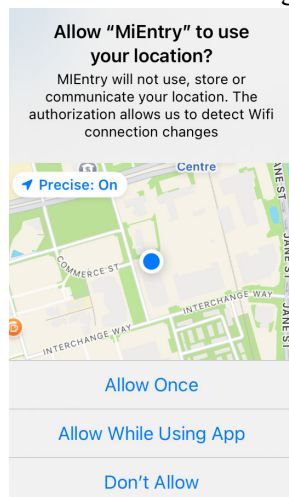 Allow “MiEntry” to use
your location?
MIEntry will not use, store or
communicate your location. The
authorization allows us to detect Wifi
connection changes
Centre
Precise: On
ANE ST
COMMERCE ST
JANE ST
INTERCHANGE WAY
INTERCHANGE WAY
JANE ST
Allow Once
Allow While Using App
Don’t Allow